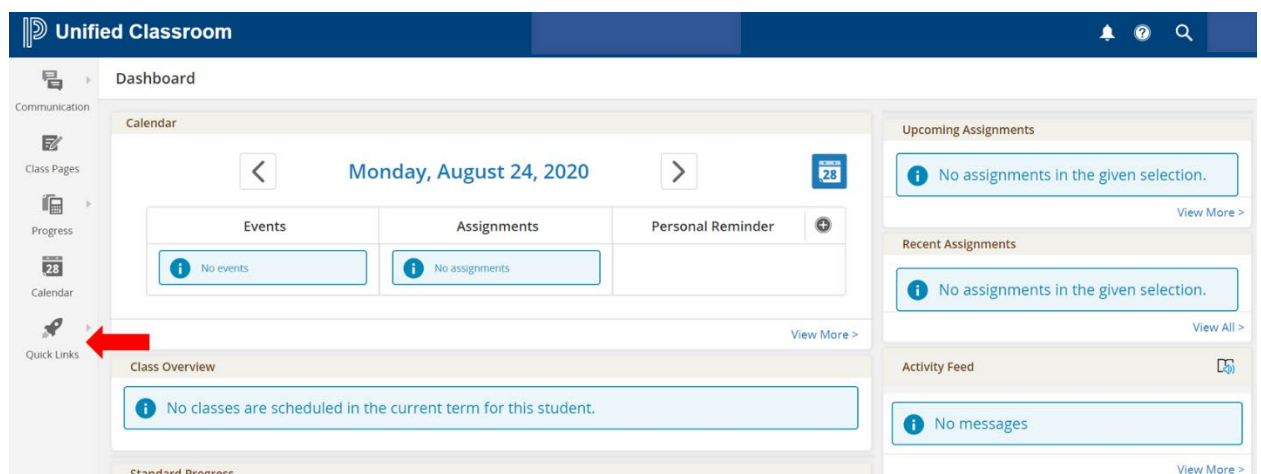 Unified Classroom
Communication
Class Pages
Progress
28
Calendar
Quick Links
Dashboard
Calendar
Monday, August 24, 2020
28
Events
Assignments
Personal Reminder
No events
No assignments
View More >
Class Overview
No classes are scheduled in the current term for this student.
Standard Progress
Upcoming Assignments
No assignments in the given selection.
View More >
Recent Assignments
No assignments in the given selection.
View All >
Activity Feed
No messages
View More >